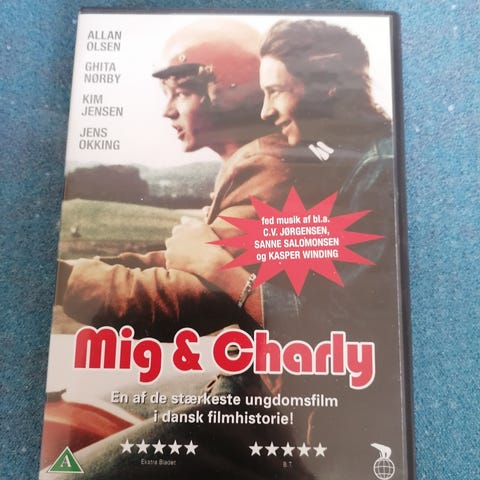 ALLAN
OLSEN
GHITA
NØRBY
KIM
JENSEN
JENS
OKKING
fed musik af bl.a.
C.V. JØRGENSEN,
SANNE SALOMONSEN
og KASPER WINDING
Mig & Charly
En af de stærkeste ungdomsfilm
i dansk filmhistorie!
Ekstra Bladet
B.T.
A